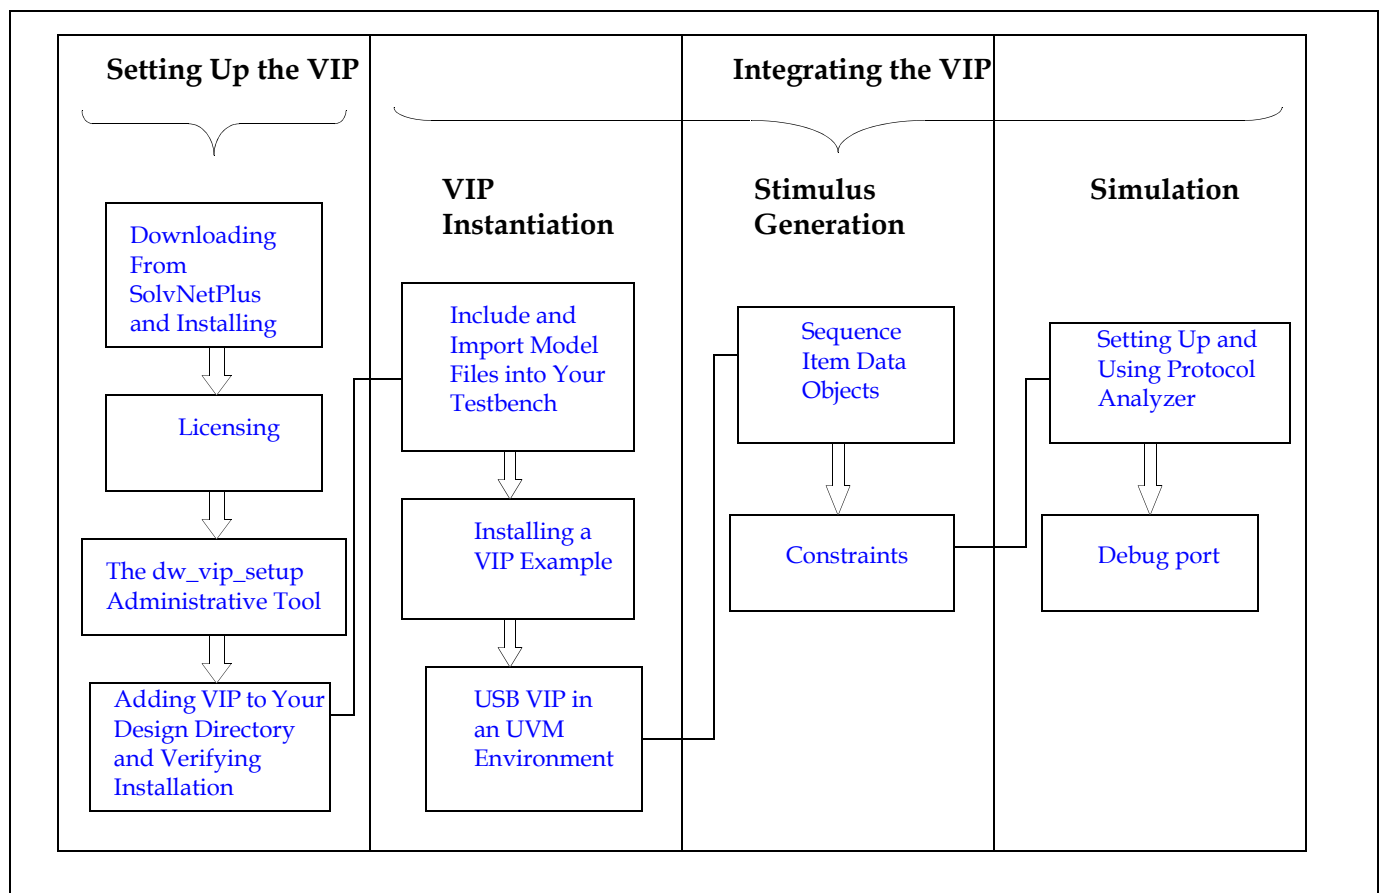 Setting Up the VIP
Integrating the VIP
Downloading
From
SolvNetPlus
and Installing
Licensing
The dw_vip_setup
Administrative Tool
Adding VIP to Your
Design Directory
and Verifying
Installation
VIP
Instantiation
Include and
Import Model
Files into Your
Testbench
Installing a
VIP Example
USB VIP in
an UVM
Environment
Stimulus
Generation
Sequence
Item Data
Objects
Constraints
Simulation
Setting Up and
Using Protocol
Analyzer
Debug port